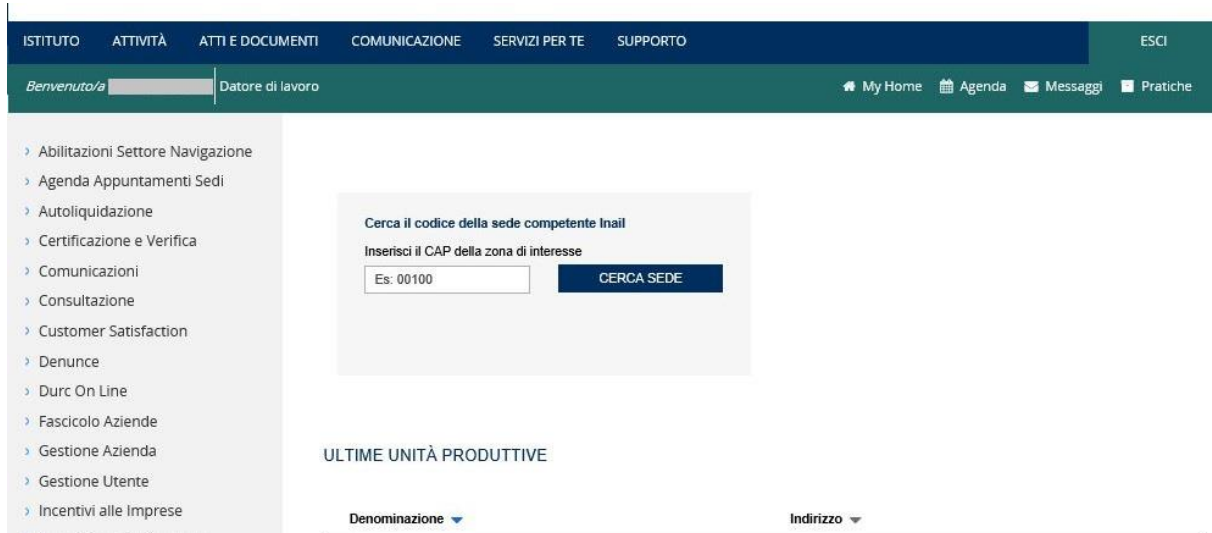 ISTITUTO ATTIVITÀ ATTI E DOCUMENTI COMUNICAZIONE SERVIZI PER TE SUPPORTO ESCI
Benvenuto/a Datore di lavoro My Home Agenda Messaggi Pratiche
Abilitazioni Settore Navigazione
Agenda Appuntamenti Sedi
Autoliquidazione
Certificazione e Verifica
Comunicazioni
Consultazione
Customer Satisfaction
Denunce
Durc On Line
Fascicolo Aziende
Gestione Azienda
Gestione Utente
Incentivi alle Imprese
Cerca il codice della sede competente Inail
Inserisci il CAP della zona di interesse
Es: 00100 CERCA SEDE
ULTIME UNITÀ PRODUTTIVE
Denominazione Indirizzo